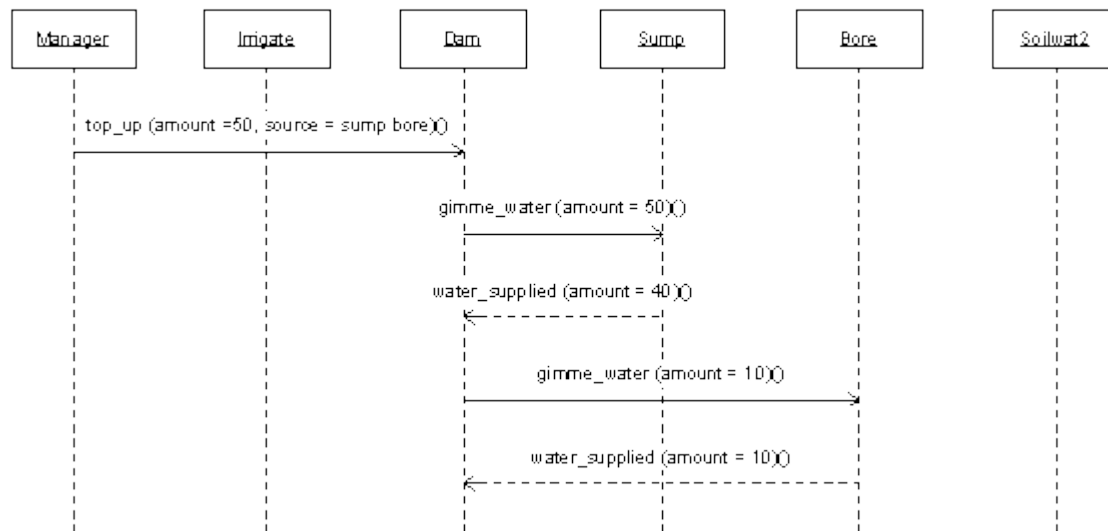 Manager
Irrigate
Dam
Sump
Bore
Soilwat2
top_up (amount =50, source = sump bore)()
gimme_water (amount = 50)()
water_supplied (amount = 40)()
gimme_water (amount = 10)()
water_supplied (amount = 10)()